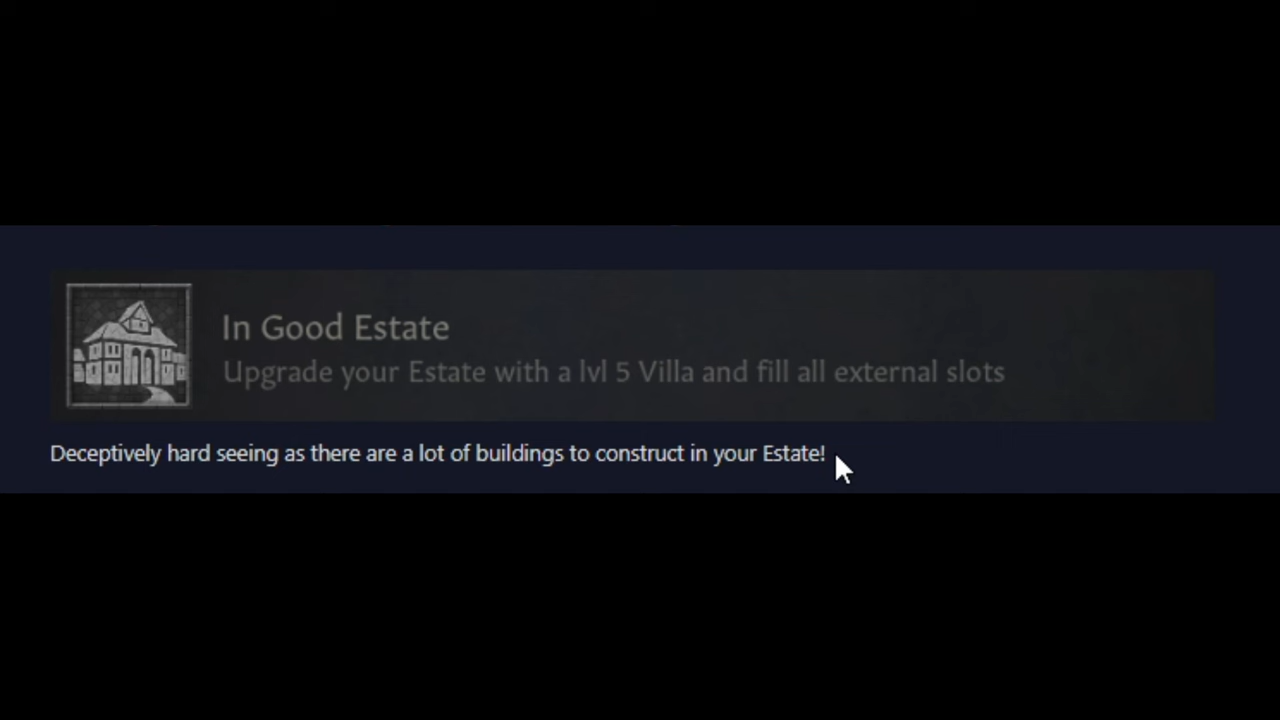 In Good Estate
Upgrade your Estate with a lvl 5 Villa and fill all external slots
Deceptively hard seeing as there are a lot of buildings to construct in your Estate!